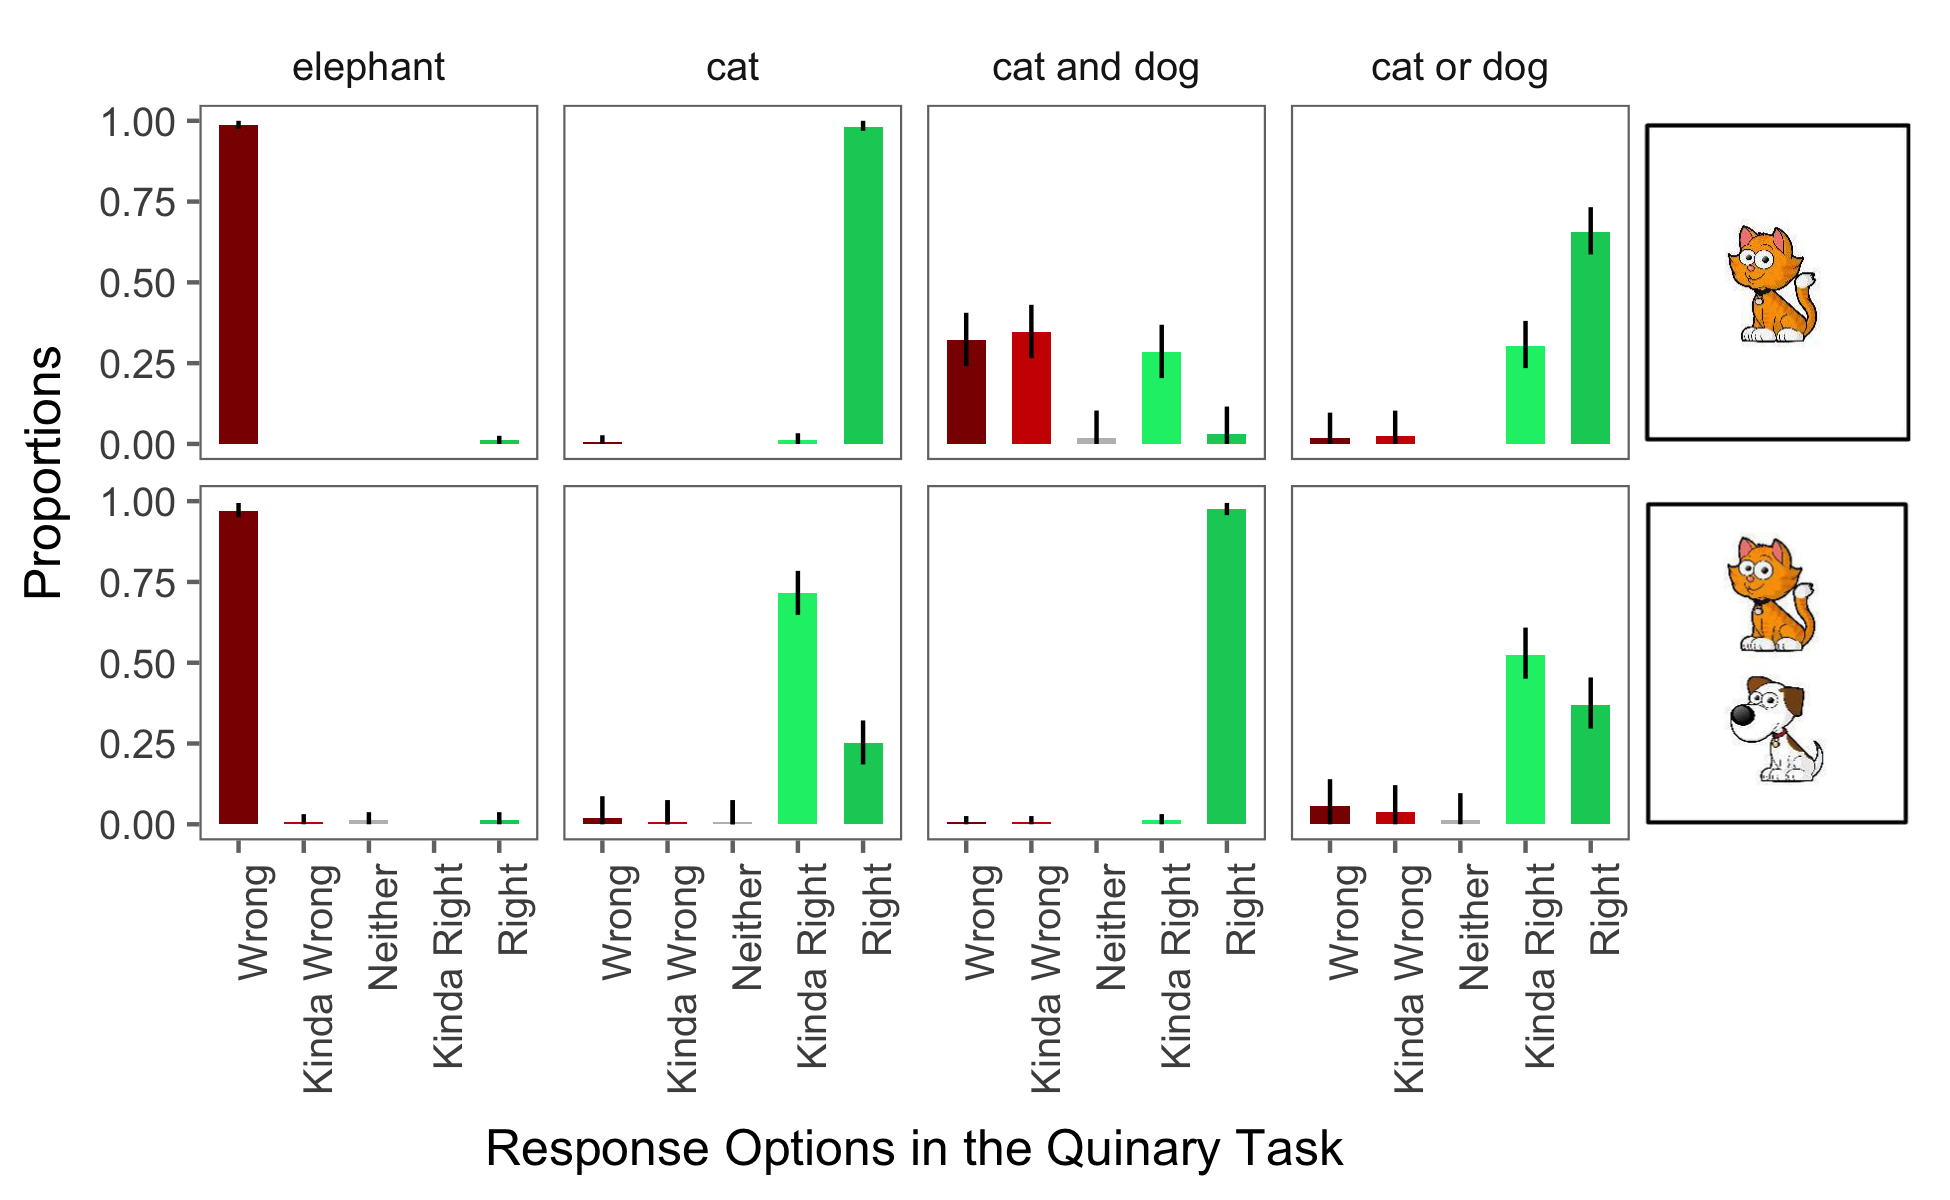 elephant cat cat and dog cat or dog
Proportions
1.00
0.75
0.50
0.25
0.00
1.00
0.75
0.50
0.25
0.00
Wrong Kinda Wrong Neither Kinda Right Right Wrong Kinda Wrong Neither Kinda Right Right Wrong Kinda Wrong Neither Kinda Right Right Wrong Kinda Wrong Neither Kinda Right Right
Response Options in the Quinary Task